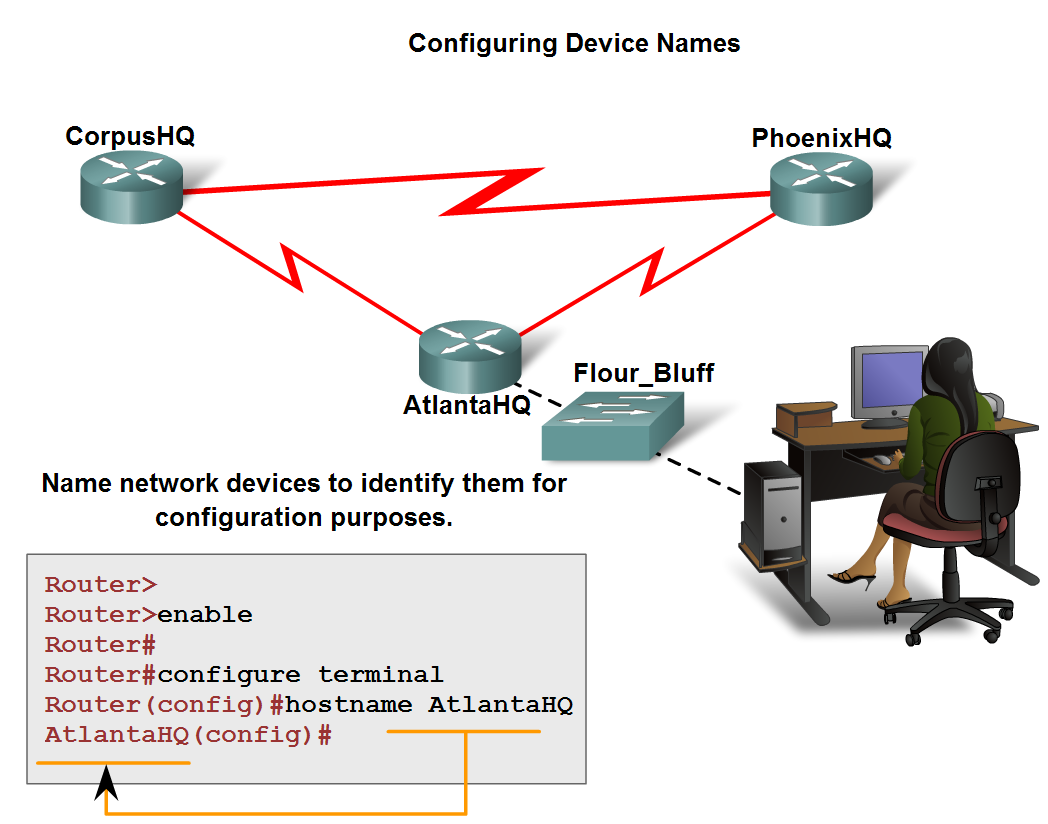 Configuring Device Names
CorpusHQ
PhoenixHQ
Flour_Bluff
AtlantaHQ
Name network devices to identify them for
configuration purposes.
Router>
Router>enable
Router#
Router#configure terminal
Router(config)#hostname AtlantaHQ
AtlantaHQ(config)#